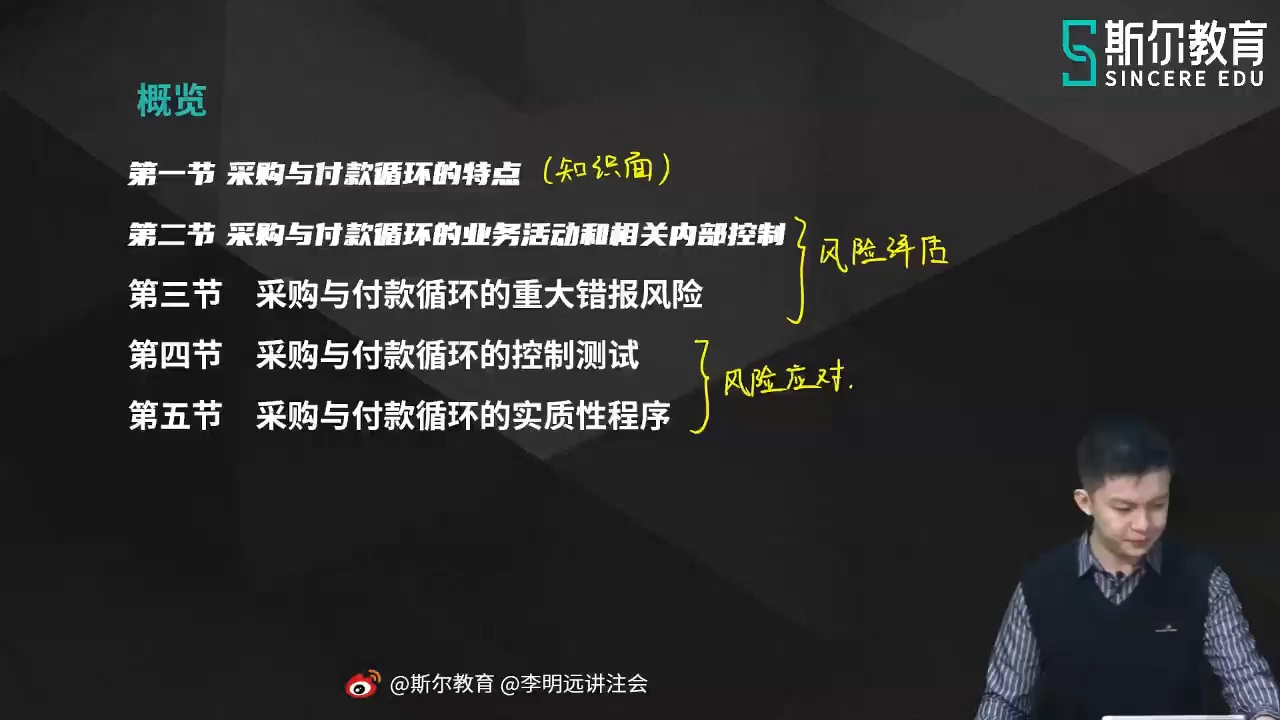 斯尔教育
SINCERE EDU
概览
第一节 采购与付款循环的特点 (知识面)
第二节 采购与付款循环的业务活动和相关内部控制
风险评估
第三节 采购与付款循环的重大错报风险
第四节 采购与付款循环的控制测试
风险应对.
第五节 采购与付款循环的实质性程序
@斯尔教育 @李明远讲注会